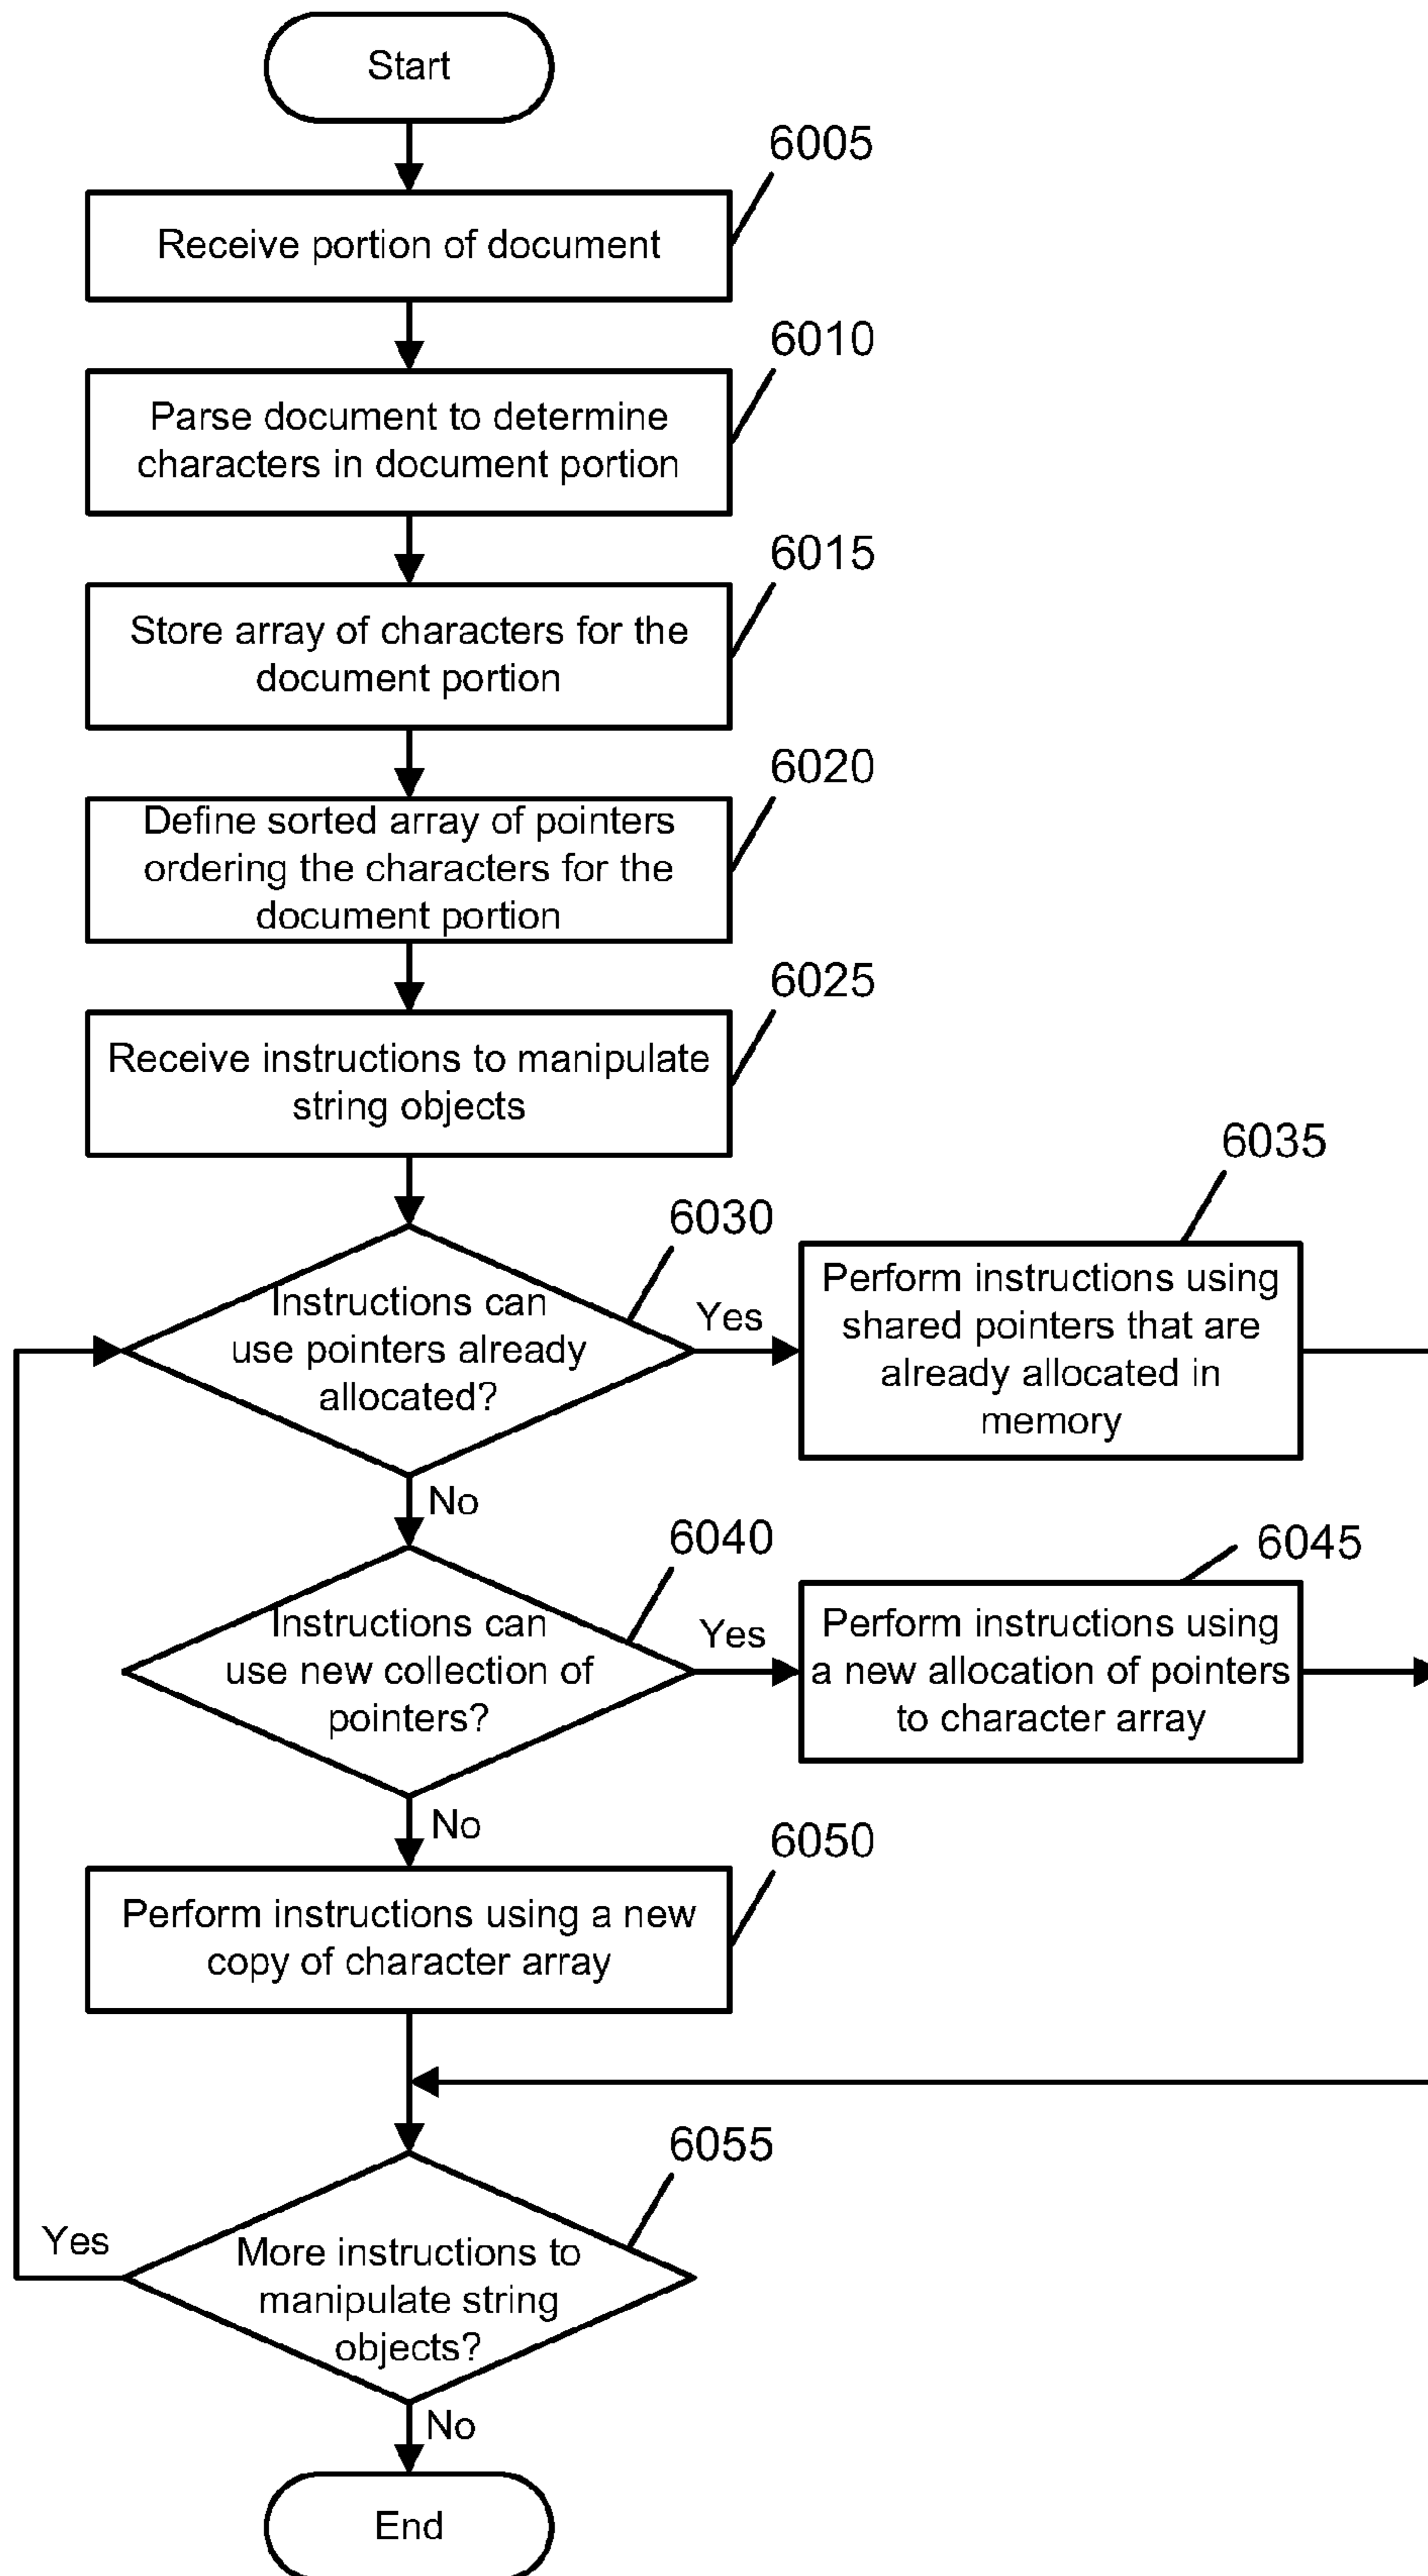 Start
6005
Receive portion of document
6010
Parse document to determine
characters in document portion
6015
Store array of characters for the
document portion
6020
Define sorted array of pointers
ordering the characters for the
document portion
6025
Receive instructions to manipulate
string objects
6030
Instructions can
use pointers already
allocated?
Yes
6035
Perform instructions using
shared pointers that are
already allocated in
memory
No
6040
Instructions can
use new collection of
pointers?
Yes
6045
Perform instructions using
a new allocation of pointers
to character array
No
6050
Perform instructions using a new
copy of character array
6055
More instructions to
manipulate string
objects?
Yes
No
End